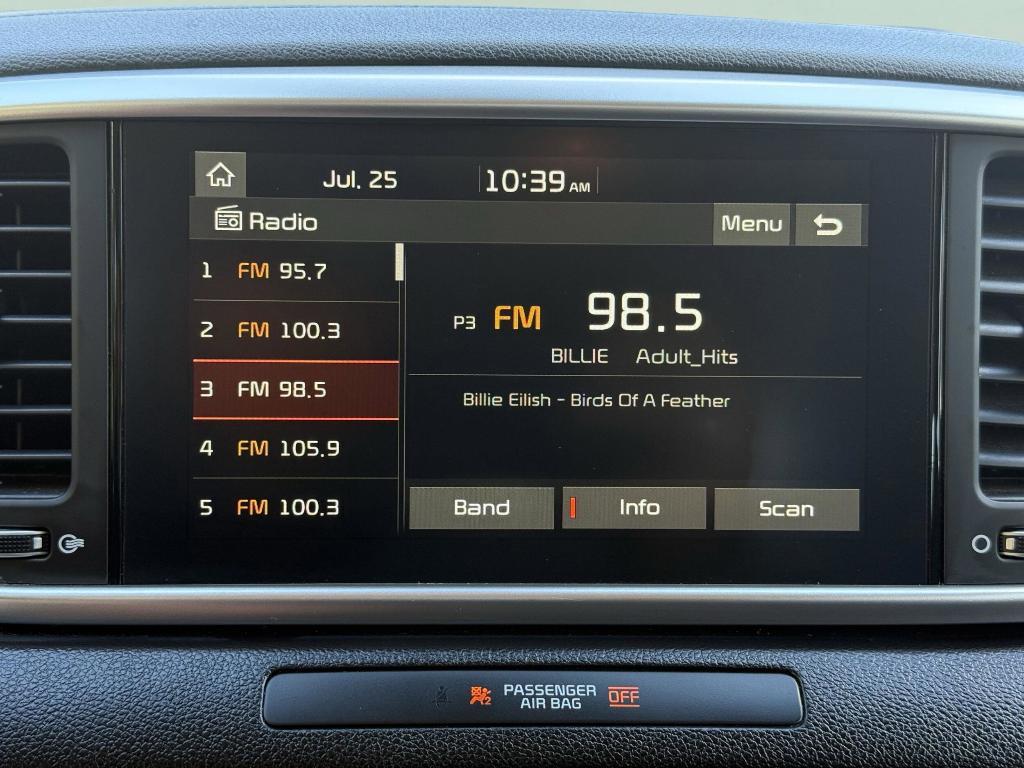 Jul. 25 10:39 AM
Radio Menu
1 FM 95.7
2 FM 100.3
3 FM 98.5
4 FM 105.9
5 FM 100.3
P3 FM 98.5
BILLIE Adult_Hits
Billie Eilish - Birds Of A Feather
Band Info Scan
PASSENGER
AIR BAG OFF